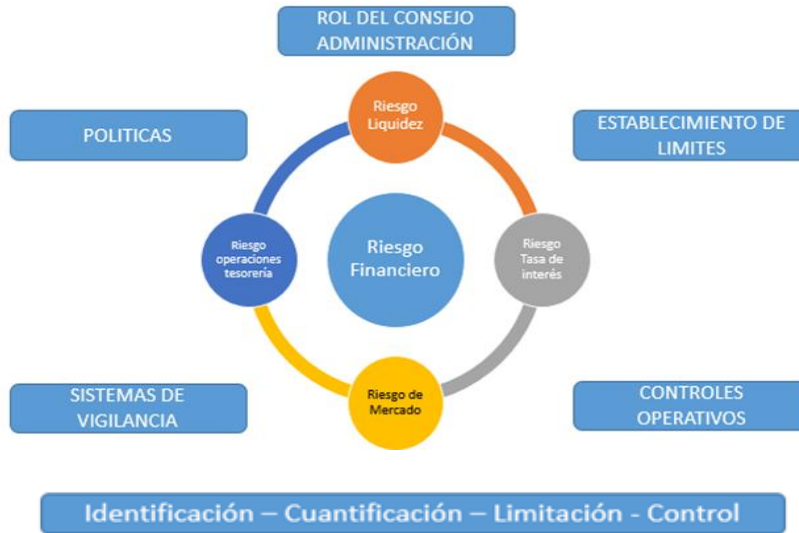 ROL DEL CONSEJO
ADMINISTRACIÓN
POLITICAS
ESTABLECIMIENTO DE
LIMITES
Riesgo
Liquidez
Riesgo
operaciones
tesorería
Riesgo
Financiero
Riesgo
Tasa de
interés
Riesgo de
Mercado
SISTEMAS DE
VIGILANCIA
CONTROLES
OPERATIVOS
Identificación – Cuantificación – Limitación - Control